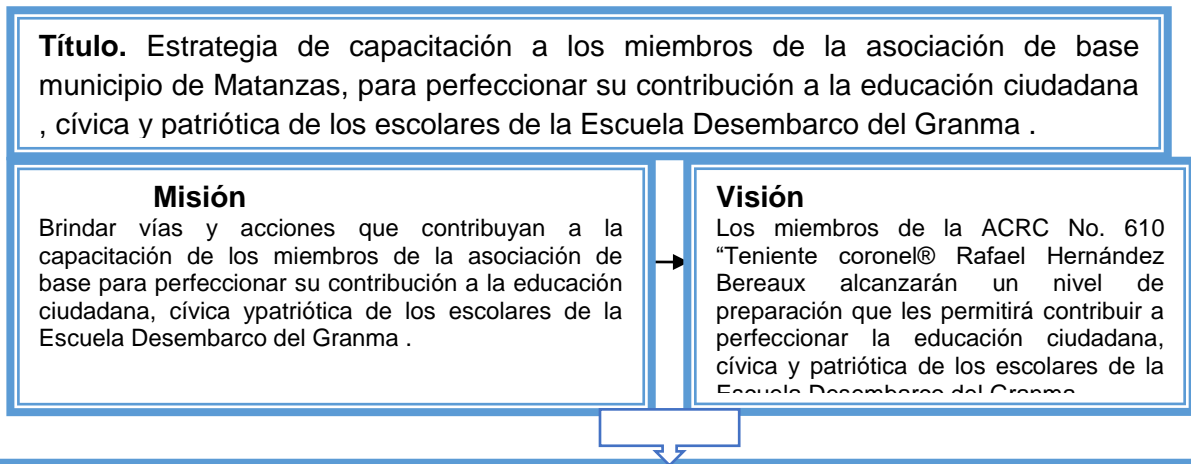 Título. Estrategia de capacitación a los miembros de la asociación de base
municipio de Matanzas, para perfeccionar su contribución a la educación ciudadana
, cívica y patriótica de los escolares de la Escuela Desembarco del Granma .
Misión
Brindar vías y acciones que contribuyan a la
capacitación de los miembros de la asociación de
base para perfeccionar su contribución a la educación
ciudadana, cívica ypatriótica de los escolares de la
Escuela Desembarco del Granma .
Visión
Los miembros de la ACRC No. 610
“Teniente coronel® Rafael Hernández
Bereaux alcanzarán un nivel de
preparación que les permitirá contribuir a
perfeccionar la educación ciudadana,
cívica y patriótica de los escolares de la
Escuela Desembarco del Granma